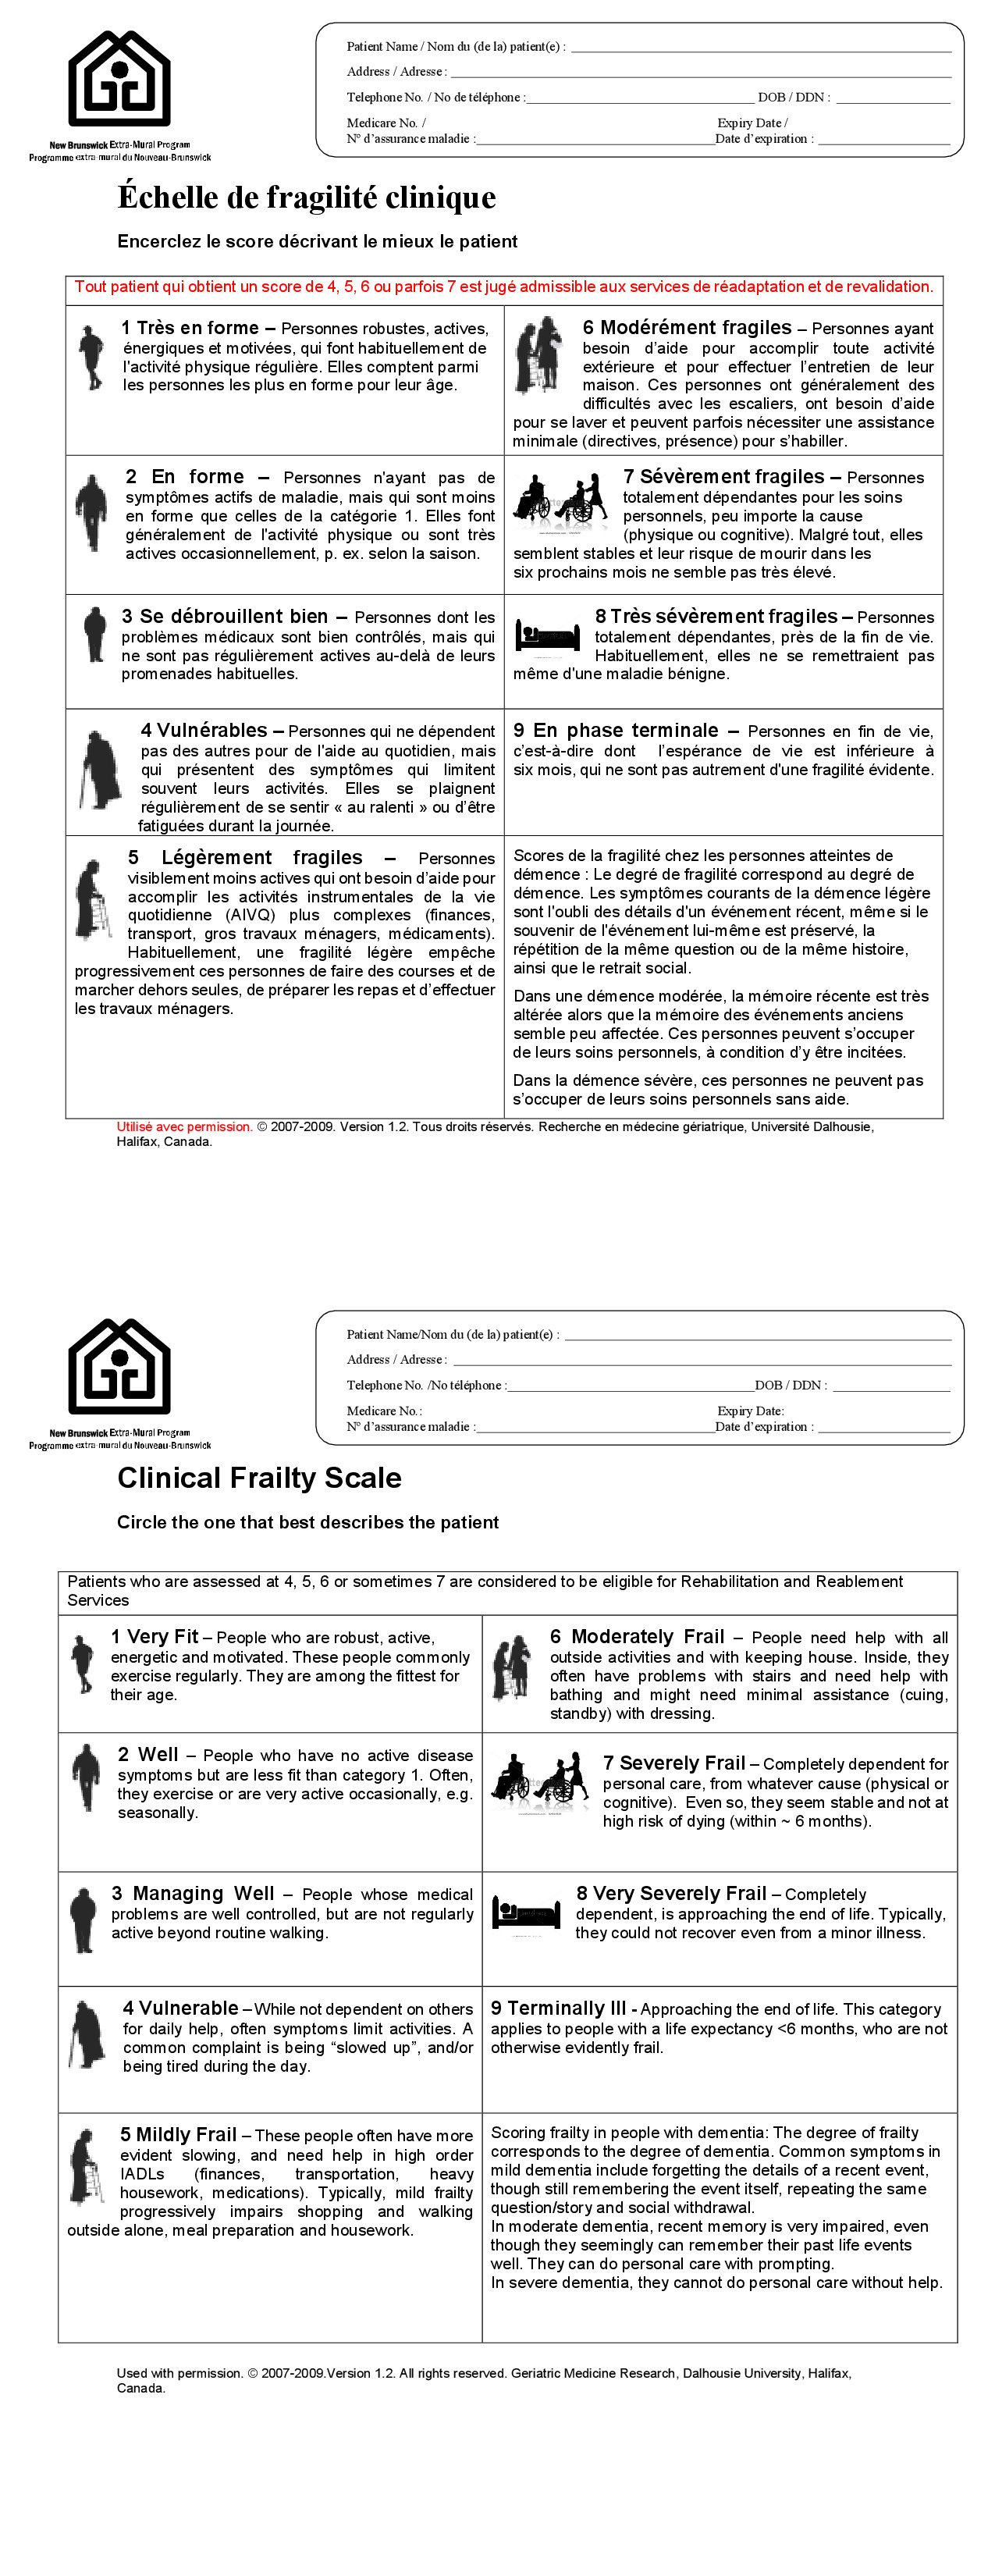 New Brunswick Extra-Mural Program
Programme extra-mural du Nouveau-Brunswick
Patient Name / Nom du (de la) patient(e) :
Address / Adresse :
Telephone No. / No de téléphone : DOB / DDN :
Medicare No. / Expiry Date /
Nº d’assurance maladie : Date d’expiration :
Échelle de fragilité clinique
Encerclez le score décrivant le mieux le patient
Tout patient qui obtient un score de 4, 5, 6 ou parfois 7 est jugé admissible aux services de réadaptation et de revalidation.
1 Très en forme – Personnes robustes, actives,
énergiques et motivées, qui font habituellement de
l'activité physique régulière. Elles comptent parmi
les personnes les plus en forme pour leur âge.
6 Modérément fragiles – Personnes ayant
besoin d’aide pour accomplir toute activité
extérieure et pour effectuer l’entretien de leur
maison. Ces personnes ont généralement des
difficultés avec les escaliers, ont besoin d’aide
pour se laver et peuvent parfois nécessiter une assistance
minimale (directives, présence) pour s’habiller.
2 En forme – Personnes n'ayant pas de
symptômes actifs de maladie, mais qui sont moins
en forme que celles de la catégorie 1. Elles font
généralement de l'activité physique ou sont très
actives occasionnellement, p. ex. selon la saison.
7 Sévèrement fragiles – Personnes
totalement dépendantes pour les soins
personnels, peu importe la cause
(physique ou cognitive). Malgré tout, elles
semblent stables et leur risque de mourir dans les
six prochains mois ne semble pas très élevé.
3 Se débrouillent bien – Personnes dont les
problèmes médicaux sont bien contrôlés, mais qui
ne sont pas régulièrement actives au-delà de leurs
promenades habituelles.
8 Très sévèrement fragiles – Personnes
totalement dépendantes, près de la fin de vie.
Habituellement, elles ne se remettraient pas
même d'une maladie bénigne.
4 Vulnérables – Personnes qui ne dépendent
pas des autres pour de l'aide au quotidien, mais
qui présentent des symptômes qui limitent
souvent leurs activités. Elles se plaignent
régulièrement de se sentir « au ralenti » ou d’être
fatiguées durant la journée.
9 En phase terminale – Personnes en fin de vie,
c’est-à-dire dont l’espérance de vie est inférieure à
six mois, qui ne sont pas autrement d'une fragilité évidente.
5 Légèrement fragiles – Personnes
visiblement moins actives qui ont besoin d’aide pour
accomplir les activités instrumentales de la vie
quotidienne (AIVQ) plus complexes (finances,
transport, gros travaux ménagers, médicaments).
Habituellement, une fragilité légère empêche
progressivement ces personnes de faire des courses et de
marcher dehors seules, de préparer les repas et d’effectuer
les travaux ménagers.
Scores de la fragilité chez les personnes atteintes de
démence : Le degré de fragilité correspond au degré de
démence. Les symptômes courants de la démence légère
sont l'oubli des détails d'un événement récent, même si le
souvenir de l'événement lui-même est préservé, la
répétition de la même question ou de la même histoire,
ainsi que le retrait social.
Dans une démence modérée, la mémoire récente est très
altérée alors que la mémoire des événements anciens
semble peu affectée. Ces personnes peuvent s’occuper
de leurs soins personnels, à condition d’y être incitées.
Dans la démence sévère, ces personnes ne peuvent pas
s’occuper de leurs soins personnels sans aide.
Utilisé avec permission. © 2007-2009. Version 1.2. Tous droits réservés. Recherche en médecine gériatrique, Université Dalhousie,
Halifax, Canada.
New Brunswick Extra-Mural Program
Programme extra-mural du Nouveau-Brunswick
Patient Name/Nom du (de la) patient(e) :
Address / Adresse :
Telephone No. /No téléphone : DOB / DDN :
Medicare No.: Expiry Date:
Nº d’assurance maladie : Date d’expiration :
Clinical Frailty Scale
Circle the one that best describes the patient
Patients who are assessed at 4, 5, 6 or sometimes 7 are considered to be eligible for Rehabilitation and Reablement
Services
1 Very Fit – People who are robust, active,
energetic and motivated. These people commonly
exercise regularly. They are among the fittest for
their age.
6 Moderately Frail – People need help with all
outside activities and with keeping house. Inside, they
often have problems with stairs and need help with
bathing and might need minimal assistance (cuing,
standby) with dressing.
2 Well – People who have no active disease
symptoms but are less fit than category 1. Often,
they exercise or are very active occasionally, e.g.
seasonally.
7 Severely Frail – Completely dependent for
personal care, from whatever cause (physical or
cognitive). Even so, they seem stable and not at
high risk of dying (within ~ 6 months).
3 Managing Well – People whose medical
problems are well controlled, but are not regularly
active beyond routine walking.
8 Very Severely Frail – Completely
dependent, is approaching the end of life. Typically,
they could not recover even from a minor illness.
4 Vulnerable – While not dependent on others
for daily help, often symptoms limit activities. A
common complaint is being “slowed up”, and/or
being tired during the day.
9 Terminally Ill - Approaching the end of life. This category
applies to people with a life expectancy <6 months, who are not
otherwise evidently frail.
5 Mildly Frail – These people often have more
evident slowing, and need help in high order
IADLs (finances, transportation, heavy
housework, medications). Typically, mild frailty
progressively impairs shopping and walking
outside alone, meal preparation and housework.
Scoring frailty in people with dementia: The degree of frailty
corresponds to the degree of dementia. Common symptoms in
mild dementia include forgetting the details of a recent event,
though still remembering the event itself, repeating the same
question/story and social withdrawal.
In moderate dementia, recent memory is very impaired, even
though they seemingly can remember their past life events
well. They can do personal care with prompting.
In severe dementia, they cannot do personal care without help.
Used with permission. © 2007-2009.Version 1.2. All rights reserved. Geriatric Medicine Research, Dalhousie University, Halifax,
Canada.